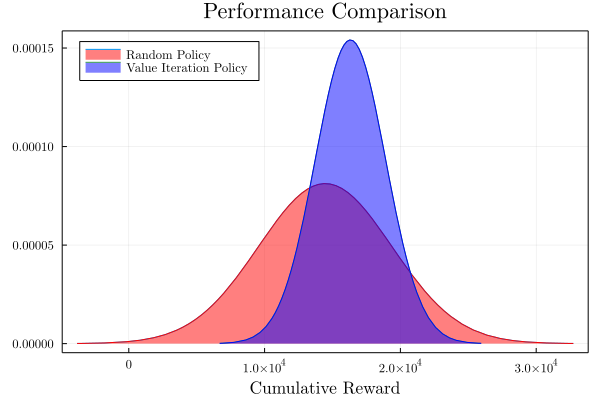 Performance Comparison
Random Policy
Value Iteration Policy
0.00015
0.00010
0.00005
0.00000
0
1.0×10⁴
2.0×10⁴
3.0×10⁴
Cumulative Reward